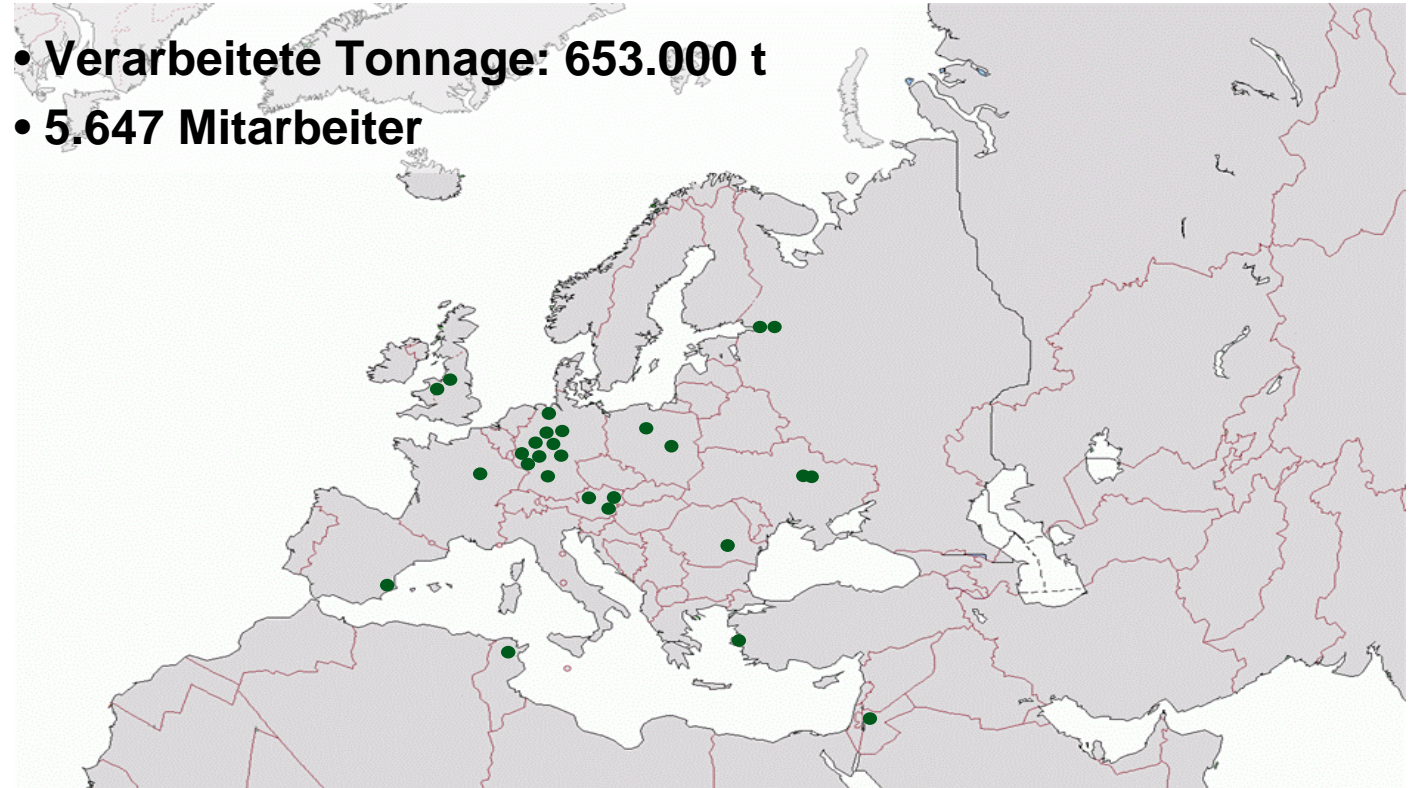 • Verarbeitete Tonnage: 653.000 t
• 5.647 Mitarbeiter